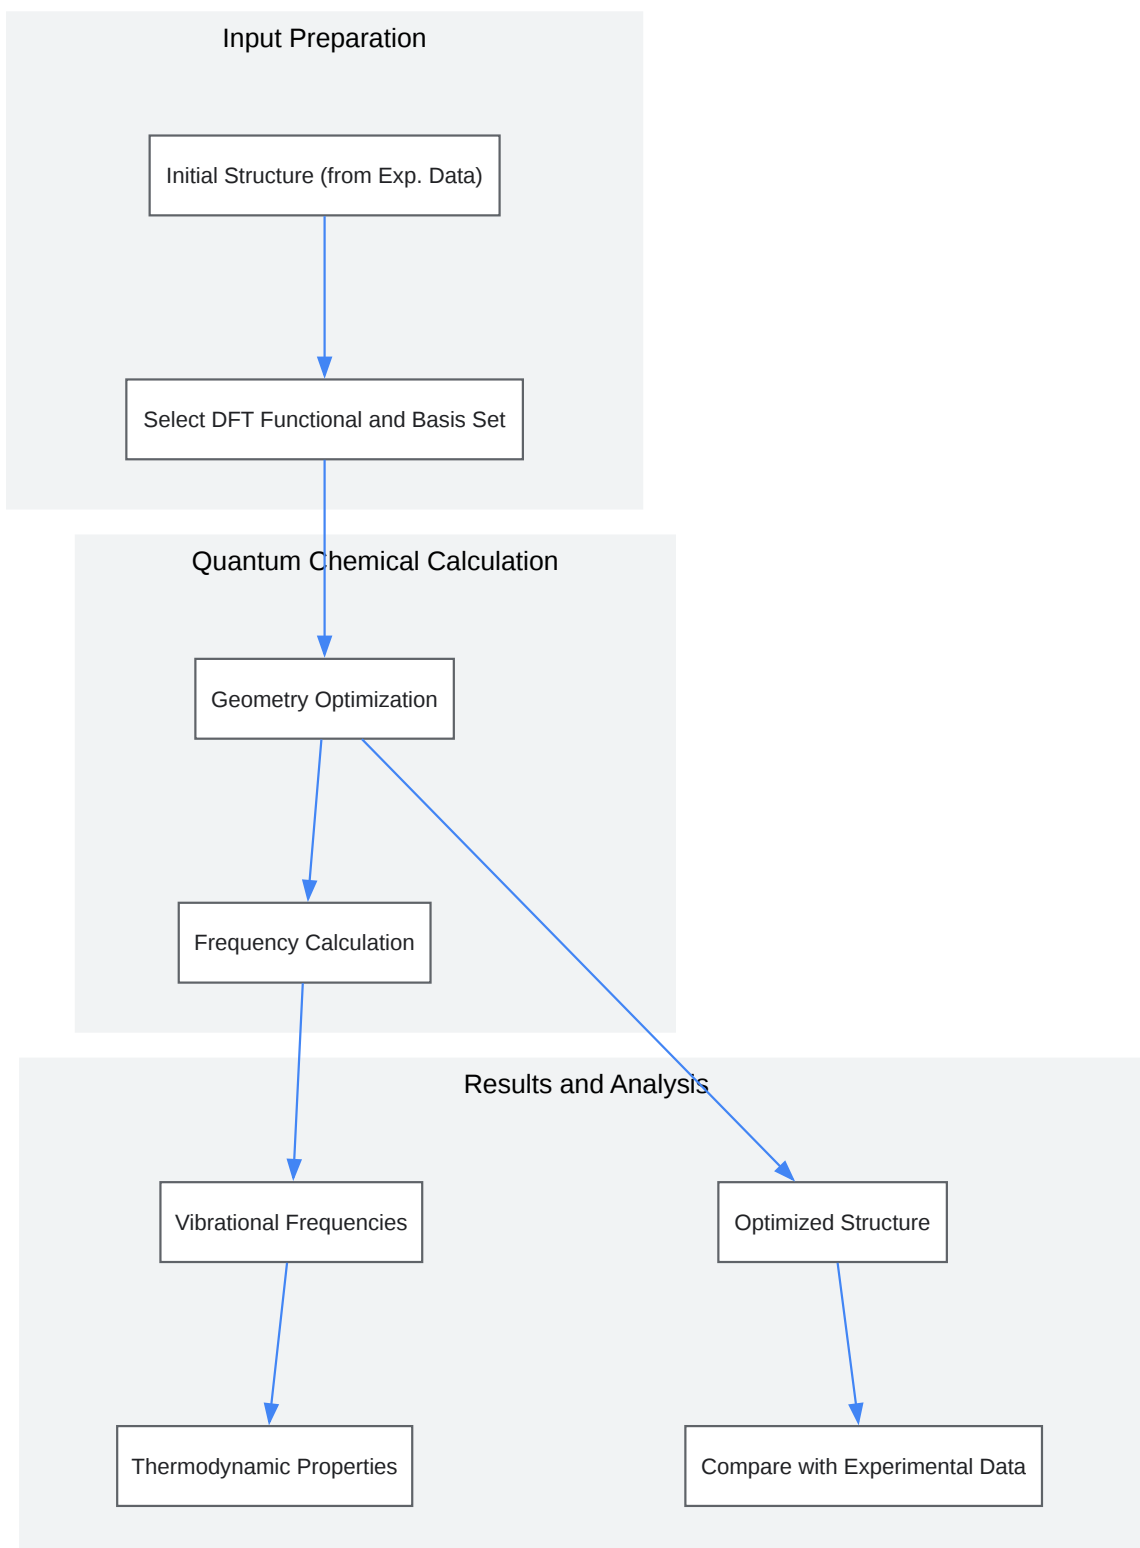 Input Preparation
Initial Structure (from Exp. Data)
Select DFT Functional and Basis Set
Quantum Chemical Calculation
Geometry Optimization
Frequency Calculation
Results and Analysis
Vibrational Frequencies
Optimized Structure
Thermodynamic Properties
Compare with Experimental Data